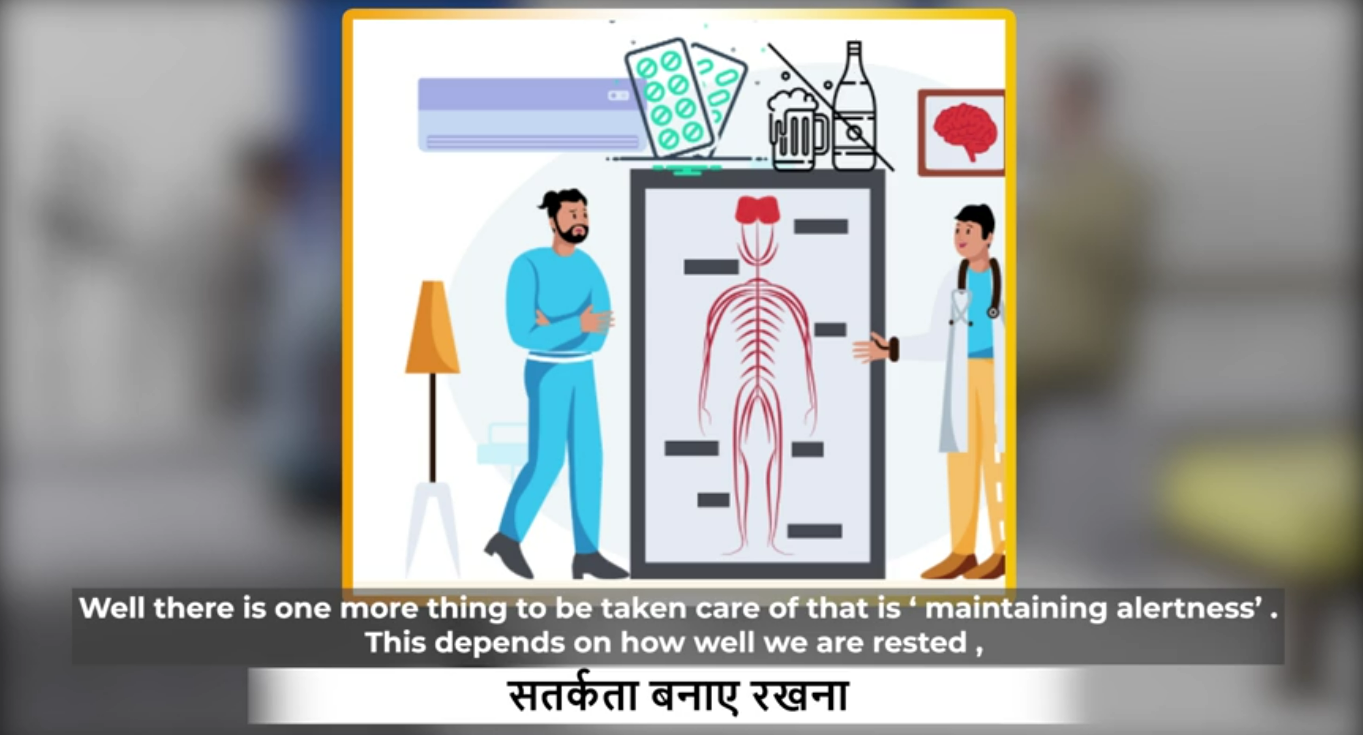 Well there is one more thing to be taken care of that is ‘ maintaining alertness’ .
This depends on how well we are rested ,
सतर्कता बनाए रखना